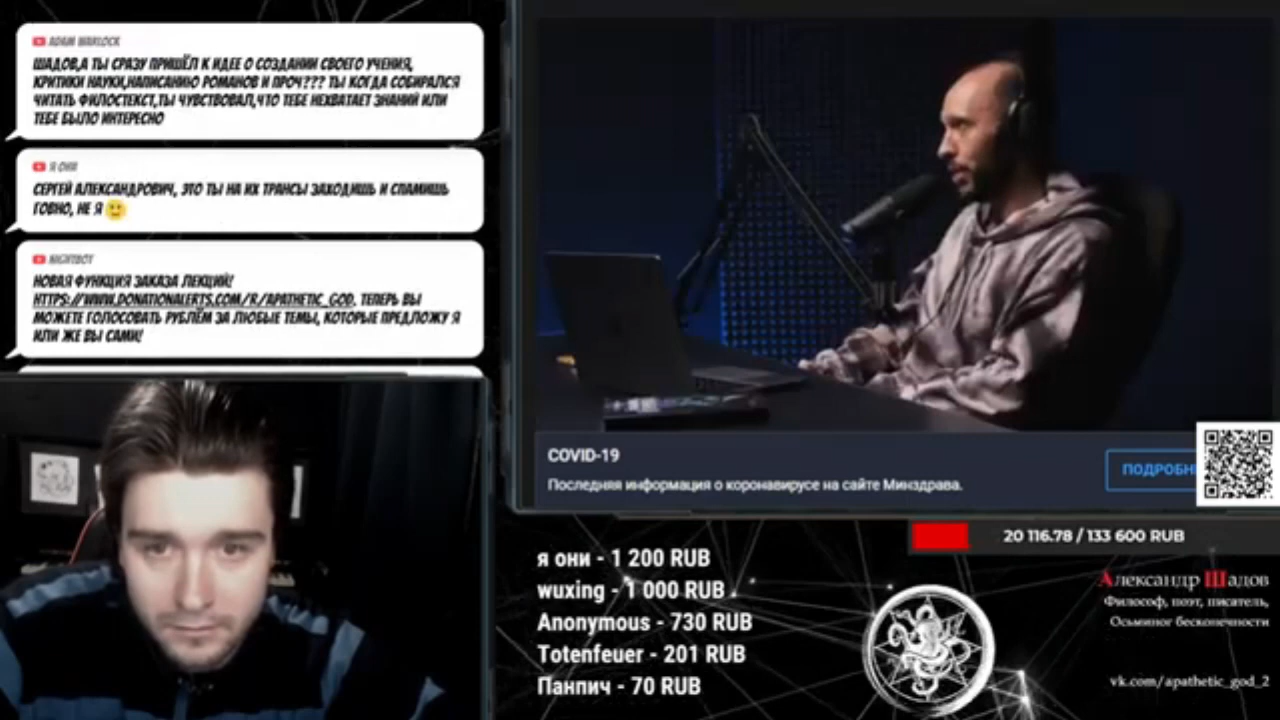 ADAM WARLOCK
ШАДОВ,А ТЫ СРАЗУ ПРИШЁЛ К ИДЕЕ О СОЗДАНИИ СВОЕГО УЧЕНИЯ,
КРИТИКИ НАУКИ,НАПИСАНИЮ РОМАНОВ И ПРОЧ??? ТЫ КОГДА СОБИРАЛСЯ
ЧИТАТЬ ФИЛОСТЕКСТ,ТЫ ЧУВСТВОВАЛ,ЧТО ТЕБЕ НЕХВАТАЕТ ЗНАНИЙ ИЛИ
ТЕБЕ БЫЛО ИНТЕРЕСНО
Я ОНИ
СЕРГЕЙ АЛЕКСАНДРОВИЧ, ЭТО ТЫ НА ИХ ТРАНСЫ ЗАХОДИШЬ И СПАМИШЬ
ГОВНО, НЕ Я
NIGHTBOT
НОВАЯ ФУНКЦИЯ ЗАКАЗА ЛЕКЦИЙ!
HTTPS://WWW.DONATIONALERTS.COM/R/APATHETIC_GOD. ТЕПЕРЬ ВЫ
МОЖЕТЕ ГОЛОСОВАТЬ РУБЛЁМ ЗА ЛЮБЫЕ ТЕМЫ, КОТОРЫЕ ПРЕДЛОЖУ Я
ИЛИ ЖЕ ВЫ САМИ!
COVID-19
Последняя информация о коронавирусе на сайте Минздрава.
ПОДРОБН
20 116.78 / 133 600 RUB
я они - 1 200 RUB
wuxing - 1 000 RUB
Anonymous - 730 RUB
Totenfeuer - 201 RUB
Панпич - 70 RUB
Александр Шадов
Философ, поэт, писатель,
Осьминог бесконечности
vk.com/apathetic_god_2